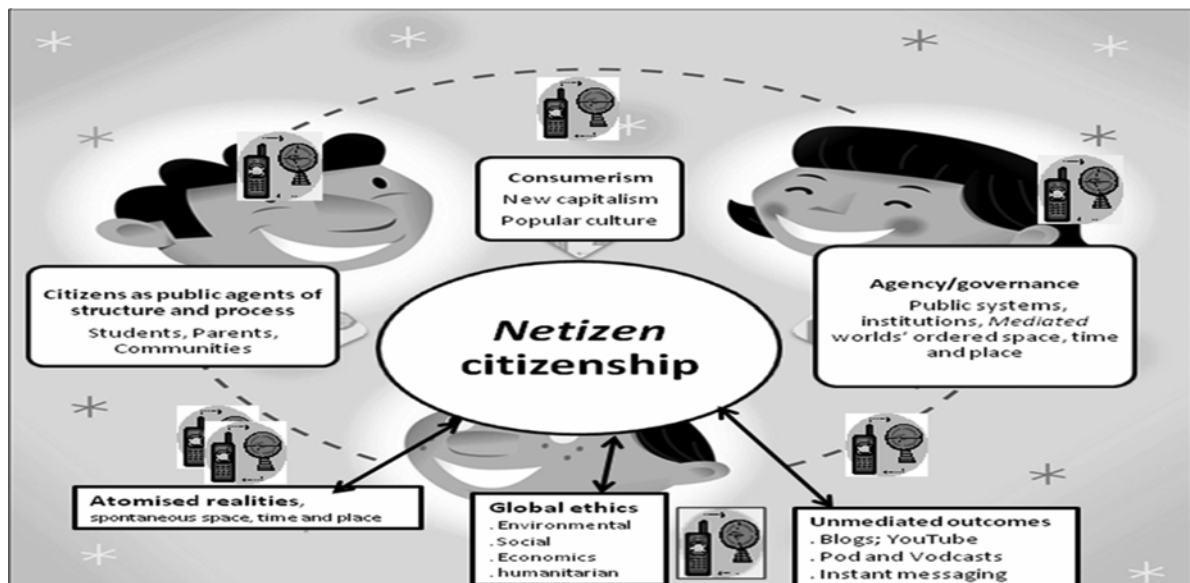 Consumerism
New capitalism
Popular culture
Citizens as public agents of
structure and process
Students, Parents,
Communities
Agency/governance
Public systems,
institutions, Mediated
worlds’ ordered space, time
and place
Netizen
citizenship
Atomised realities,
spontaneous space, time and place
Global ethics
. Environmental
. Social
. Economics
. humanitarian
Unmediated outcomes
. Blogs; YouTube
. Pod and Vodcasts
. Instant messaging